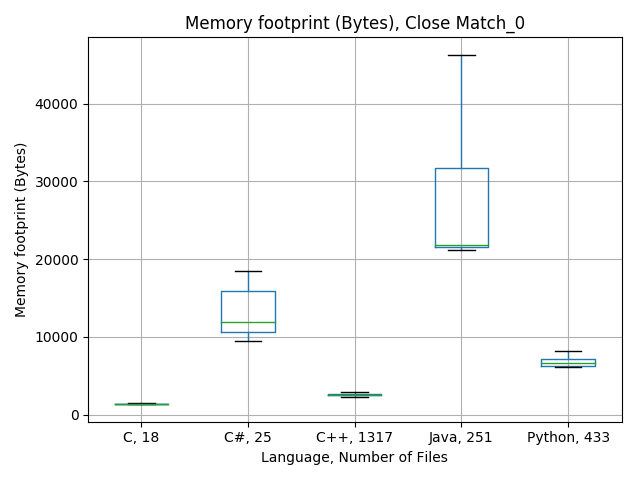 Memory footprint (Bytes), Close Match_0
Memory footprint (Bytes)
40000
30000
20000
10000
0
C, 18
C#, 25
C++, 1317
Java, 251
Python, 433
Language, Number of Files